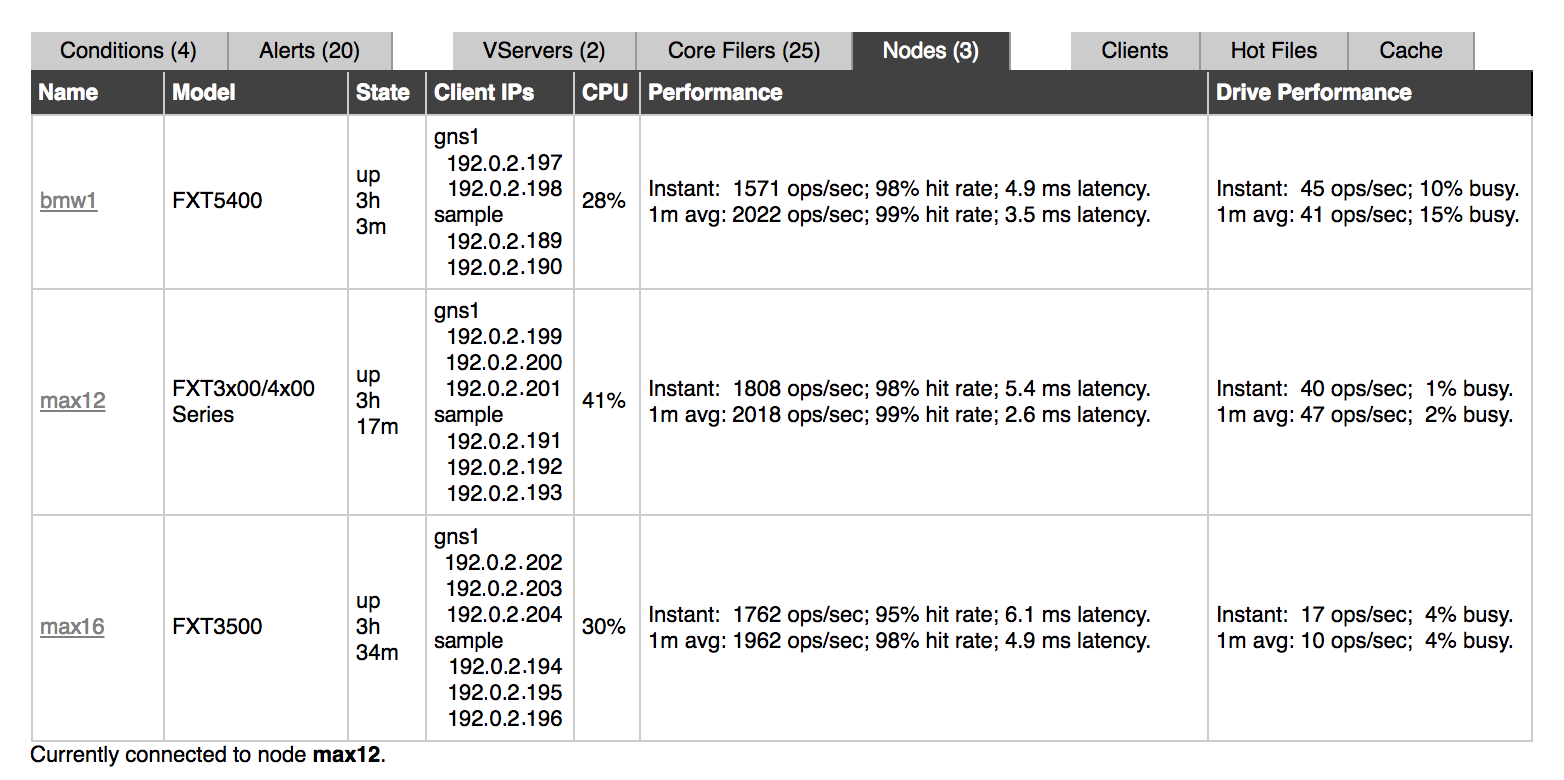 Conditions (4) Alerts (20) VServers (2) Core Filers (25) Nodes (3) Clients Hot Files Cache
Name Model State Client IPs CPU Performance Drive Performance
bmw1
FXT5400
up
3h
3m
gns1
192.0.2.197
192.0.2.198
sample
192.0.2.189
192.0.2.190
28%
Instant: 1571 ops/sec; 98% hit rate; 4.9 ms latency.
1m avg: 2022 ops/sec; 99% hit rate; 3.5 ms latency.
Instant: 45 ops/sec; 10% busy.
1m avg: 41 ops/sec; 15% busy.
max12
FXT3x00/4x00
Series
up
3h
17m
gns1
192.0.2.199
192.0.2.200
192.0.2.201
sample
192.0.2.191
192.0.2.192
192.0.2.193
41%
Instant: 1808 ops/sec; 98% hit rate; 5.4 ms latency.
1m avg: 2018 ops/sec; 99% hit rate; 2.6 ms latency.
Instant: 40 ops/sec; 1% busy.
1m avg: 47 ops/sec; 2% busy.
max16
FXT3500
up
3h
34m
gns1
192.0.2.202
192.0.2.203
192.0.2.204
sample
192.0.2.194
192.0.2.195
192.0.2.196
30%
Instant: 1762 ops/sec; 95% hit rate; 6.1 ms latency.
1m avg: 1962 ops/sec; 98% hit rate; 4.9 ms latency.
Instant: 17 ops/sec; 4% busy.
1m avg: 10 ops/sec; 4% busy.
Currently connected to node max12.